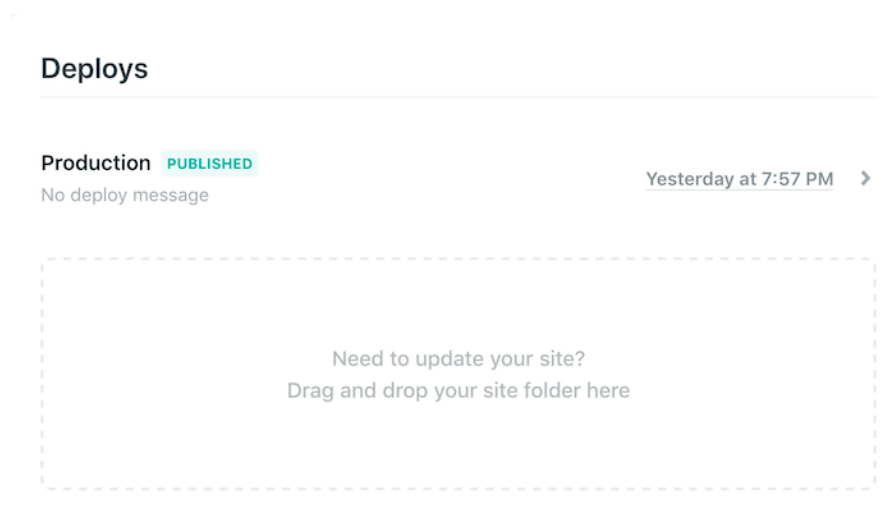 Deploys
Production PUBLISHED
No deploy message
Yesterday at 7:57 PM
Need to update your site?
Drag and drop your site folder here